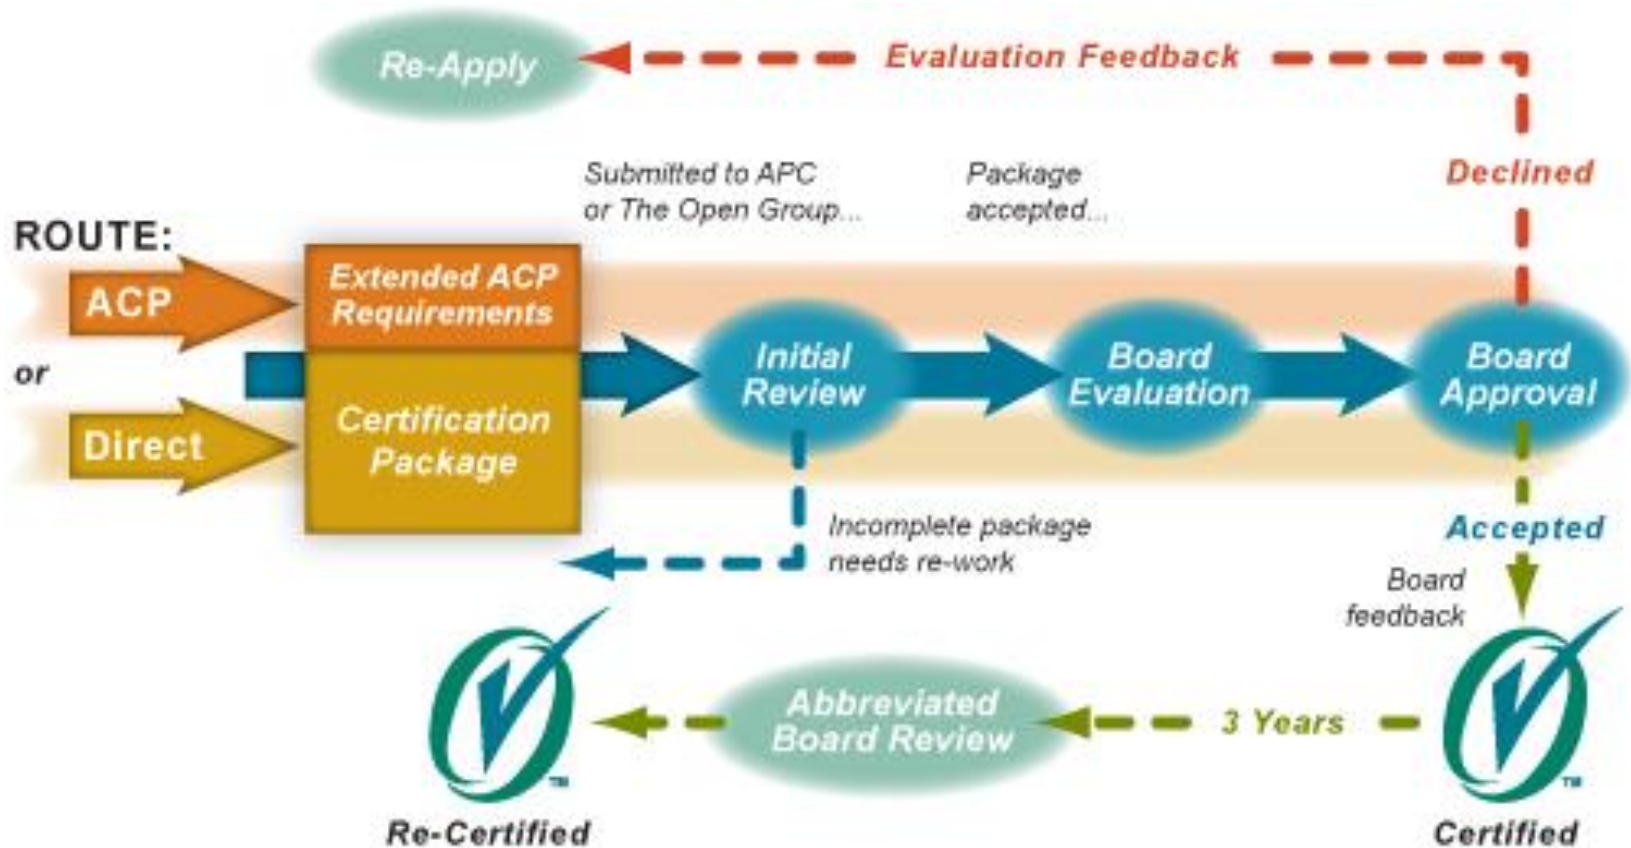 Re-Apply
Evaluation Feedback
Submitted to APC
or The Open Group...
Package
accepted...
Declined
ROUTE:
ACP
Extended ACP
Requirements
or
Initial
Review
Board
Evaluation
Board
Approval
Direct
Certification
Package
Incomplete package
needs re-work
Accepted
Board
feedback
Abbreviated
Board Review
3 Years
TM
TM
Re-Certified
Certified